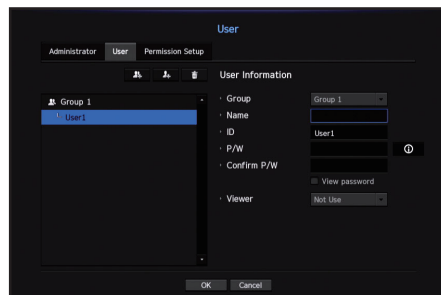 User
Administrator User Permission Setup
User Information
Group 1
User1
Group Group 1
Name
ID User1
P/W
Confirm P/W
View password
Viewer Not Use
OK Cancel